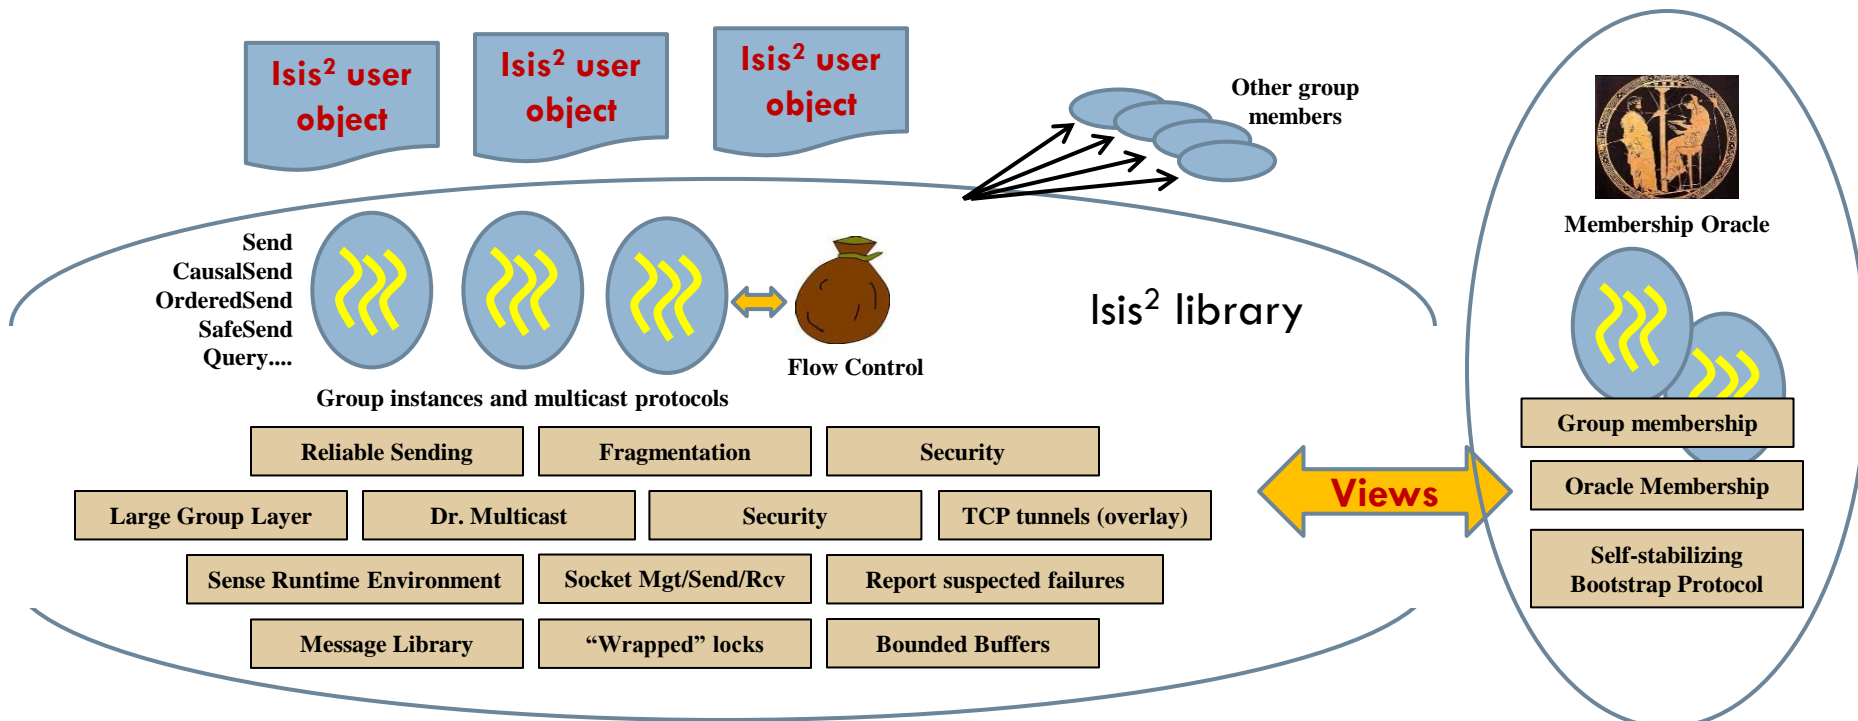 Isis² user
object
Isis² user
object
Isis² user
object
Other group
members
Membership Oracle
Send
CausalSend
OrderedSend
SafeSend
Query....
Isis² library
Flow Control
Group instances and multicast protocols
Reliable Sending
Fragmentation
Security
Large Group Layer
Dr. Multicast
Security
TCP tunnels (overlay)
Sense Runtime Environment
Socket Mgt/Send/Rcv
Report suspected failures
Message Library
“Wrapped” locks
Bounded Buffers
Views
Group membership
Oracle Membership
Self-stabilizing
Bootstrap Protocol